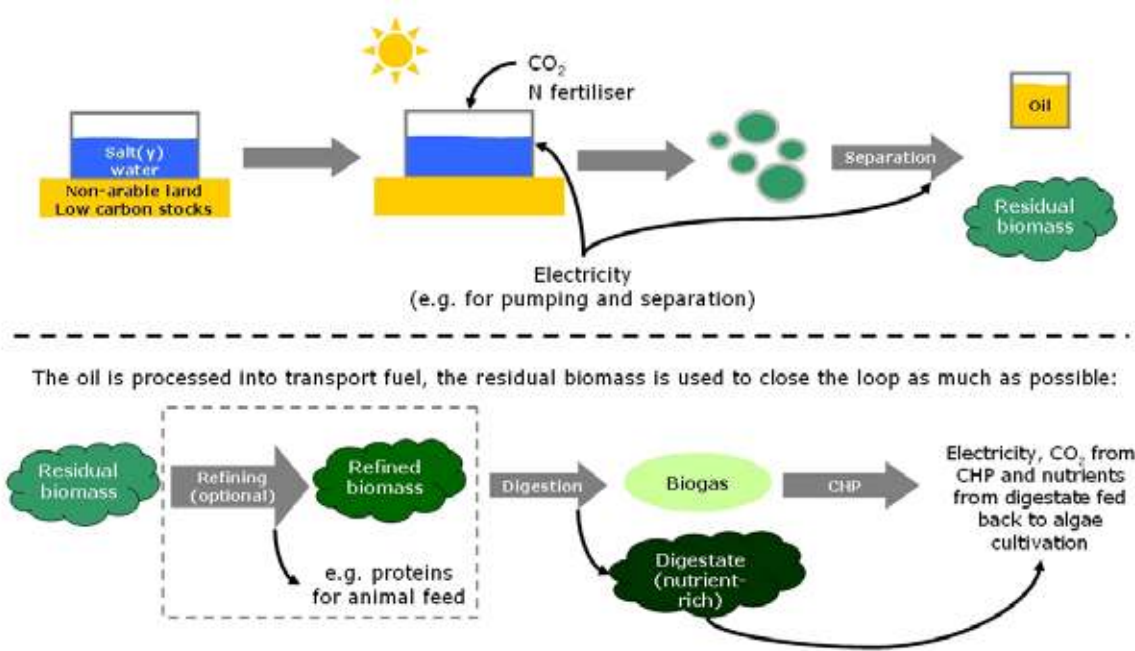 CO₂
N fertiliser
Salt(y)
water
Non-arable land
Low carbon stocks
Separation
Oil
Residual
biomass
Electricity
(e.g. for pumping and separation)
The oil is processed into transport fuel, the residual biomass is used to close the loop as much as possible:
Residual
biomass
Refining
(optional)
Refined
biomass
e.g. proteins
for animal feed
Digestion
Biogas
Digestate
(nutrient-
rich)
CHP
Electricity, CO₂ from
CHP and nutrients
from digestate fed
back to algae
cultivation